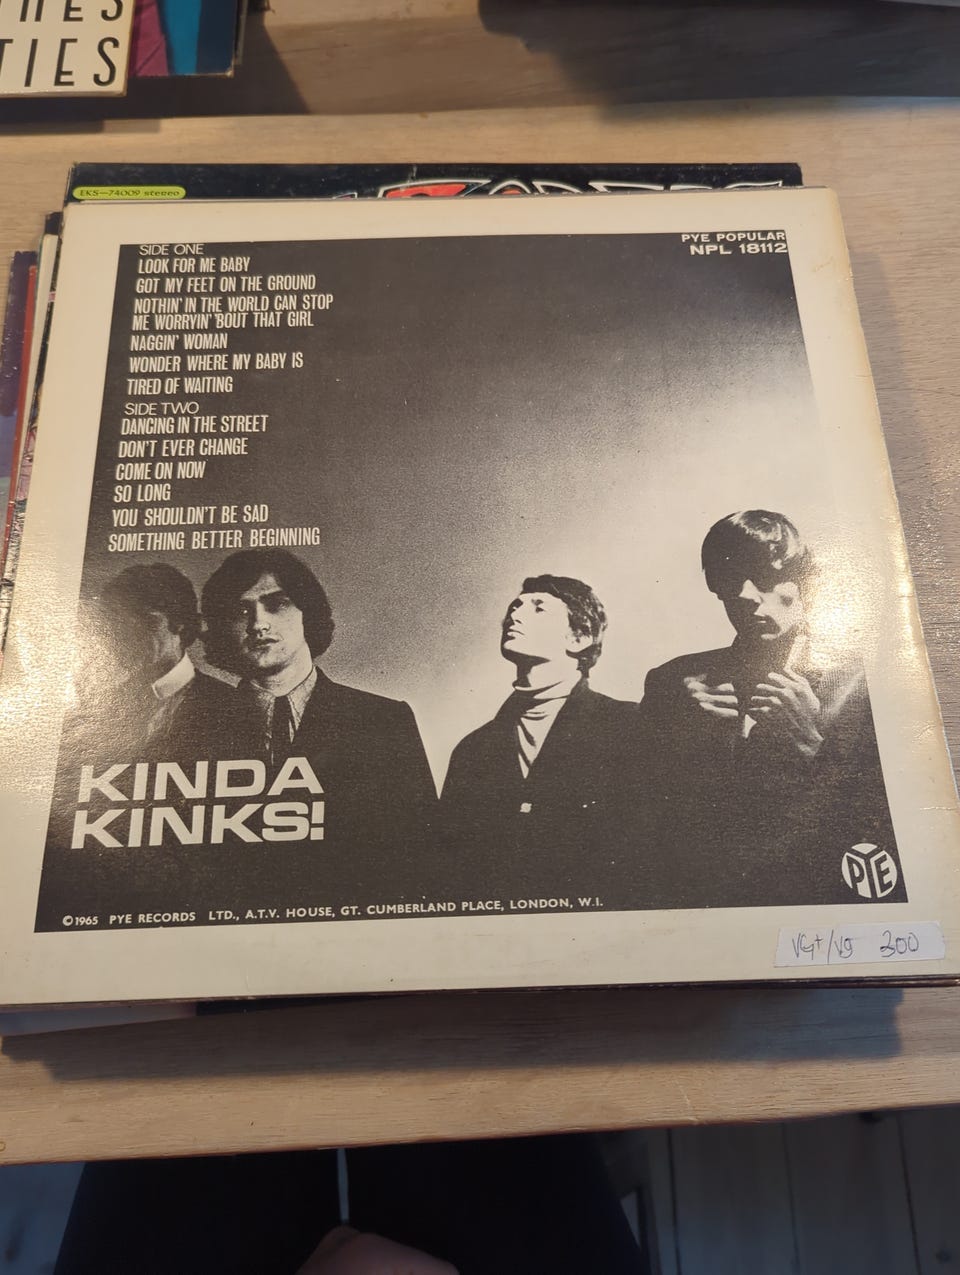 TIES
EKS-74009 stereo
SIDE ONE
LOOK FOR ME BABY
GOT MY FEET ON THE GROUND
NOTHIN' IN THE WORLD CAN STOP
ME WORRYIN' 'BOUT THAT GIRL
NAGGIN' WOMAN
WONDER WHERE MY BABY IS
TIRED OF WAITING
SIDE TWO
DANCING IN THE STREET
DON'T EVER CHANGE
COME ON NOW
SO LONG
YOU SHOULDN'T BE SAD
SOMETHING BETTER BEGINNING
PYE POPULAR
NPL 18112
KINDA
KINKS!
PYE
©1965 PYE RECORDS LTD., A.T.V. HOUSE, GT. CUMBERLAND PLACE, LONDON, W.I.
VG+/VG 300